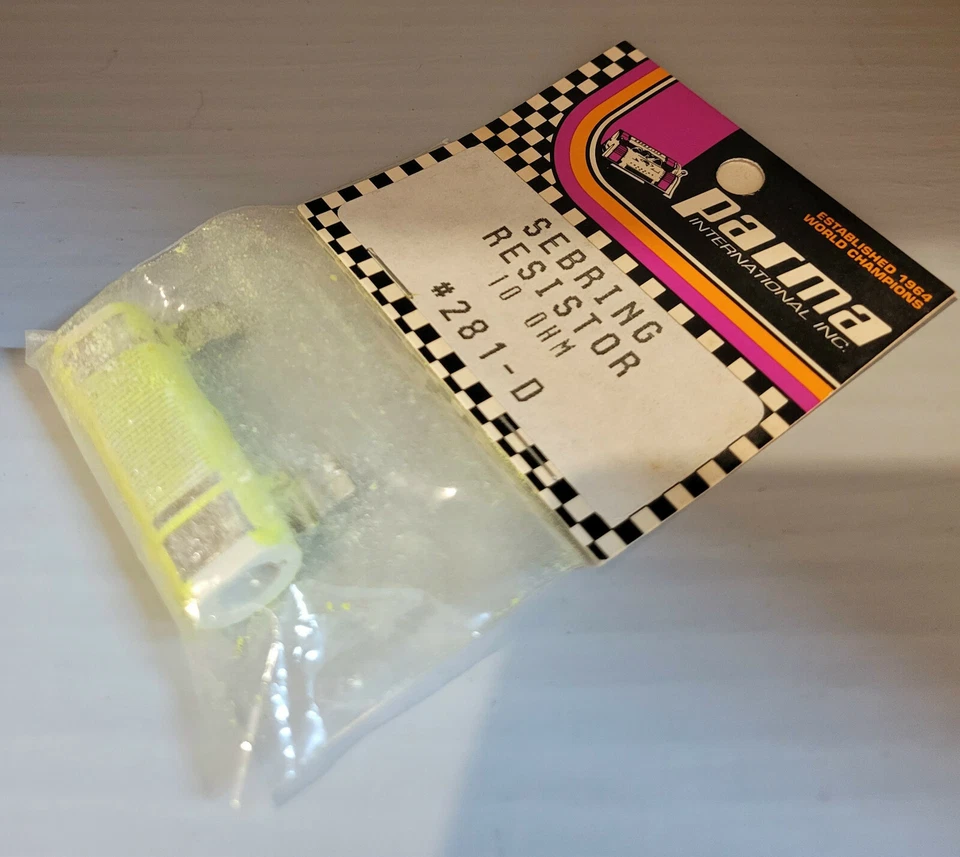 ESTABLISHED 1964
WORLD CHAMPIONS
parma
INTERNATIONAL INC.
SEBRING
RESISTOR
10 OHM
#281-D